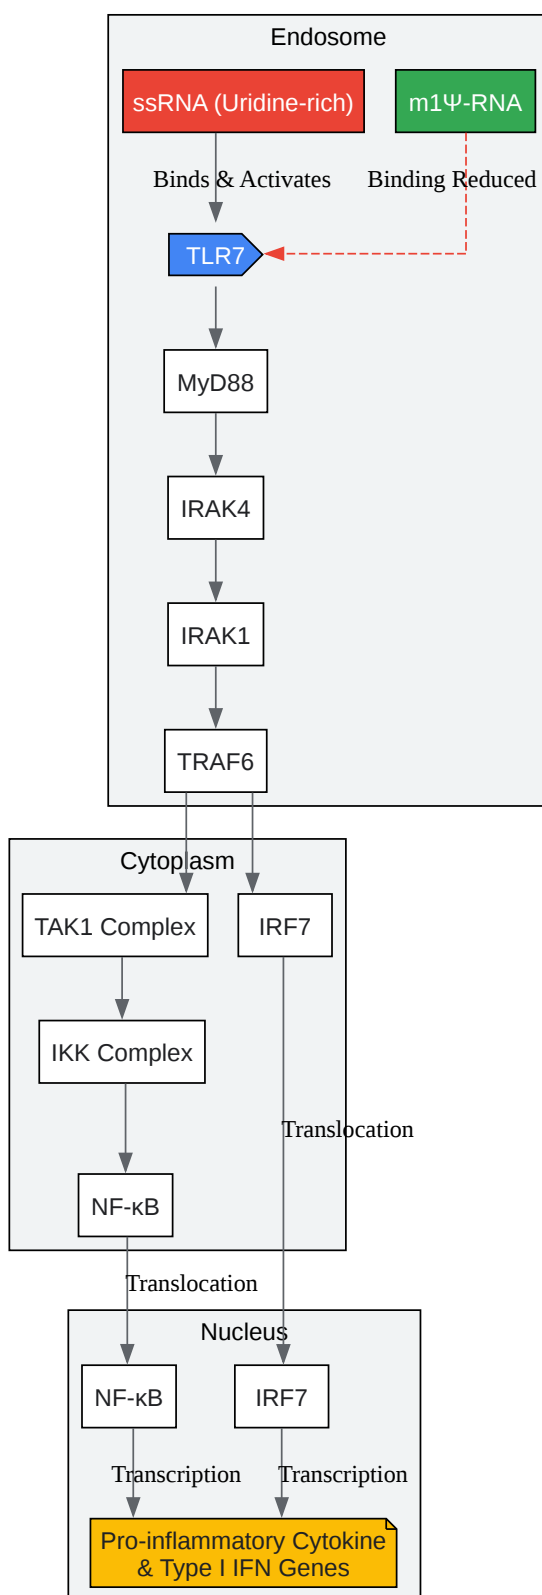 Endosome
ssRNA (Uridine-rich)
m1Ψ-RNA
Binds & Activates
Binding Reduced
TLR7
MyD88
IRAK4
IRAK1
TRAF6
Cytoplasm
TAK1 Complex
IRF7
IKK Complex
Translocation
NF-κB
Translocation
Nucleus
NF-κB
IRF7
Transcription
Transcription
Pro-inflammatory Cytokine
& Type I IFN Genes